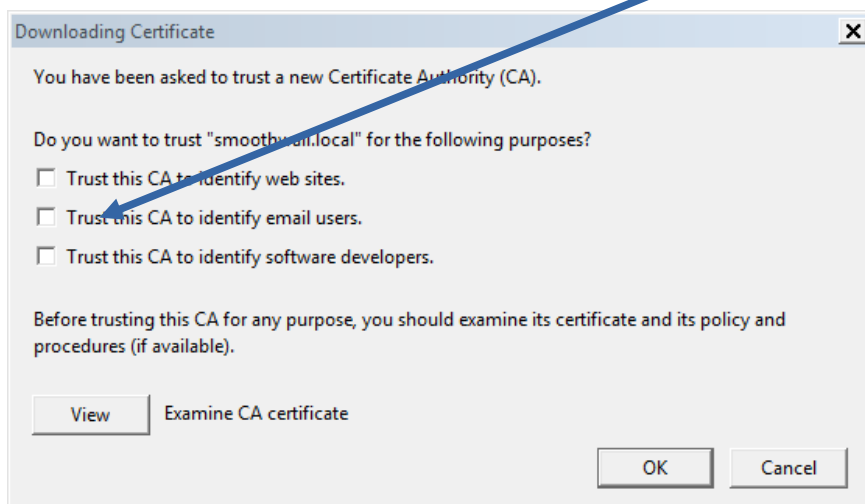 Downloading Certificate
You have been asked to trust a new Certificate Authority (CA).
Do you want to trust "smoothwall.local" for the following purposes?
Trust this CA to identify web sites.
Trust this CA to identify email users.
Trust this CA to identify software developers.
Before trusting this CA for any purpose, you should examine its certificate and its policy and
procedures (if available).
View Examine CA certificate
OK Cancel